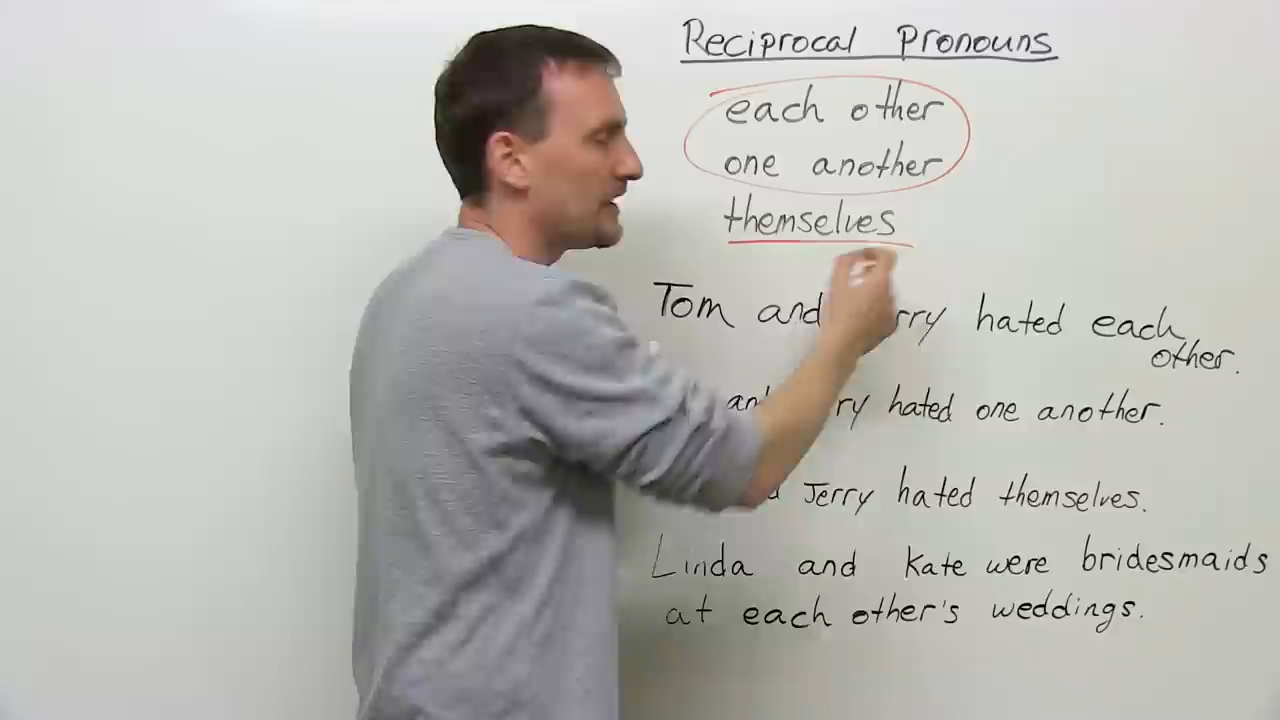 Reciprocal Pronouns
each other
one another
themselves
Tom and hated each
other.
hated one another.
Jerry hated themselves.
Linda and Kate were bridesmaids
at each other's weddings.